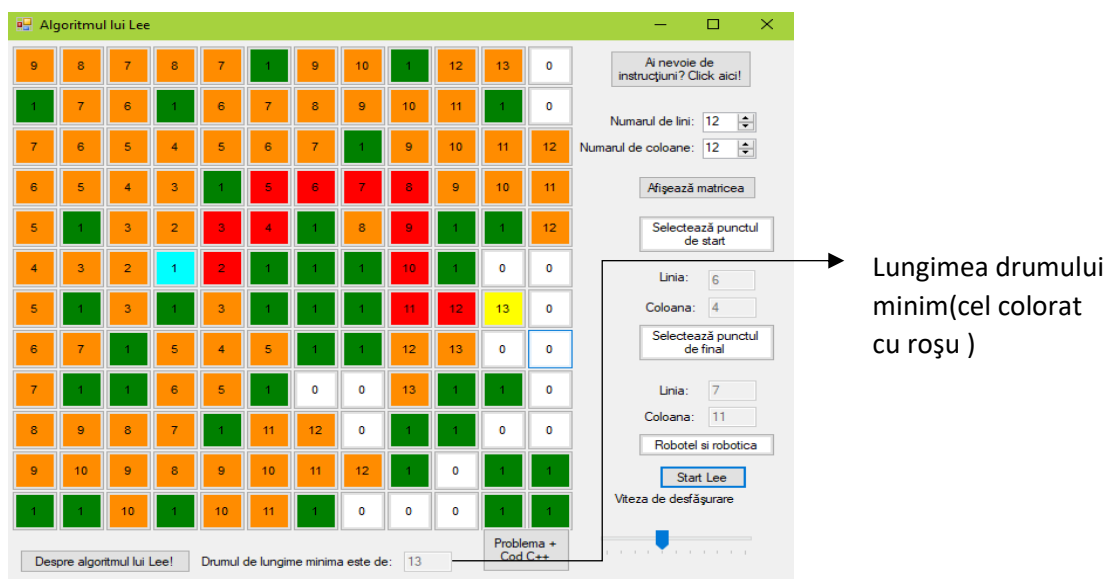 Algoritmul lui Lee
9 8 7 8 7 1 9 10 1 12 13 0
1 7 6 1 6 7 8 9 10 11 1 0
7 6 5 4 5 6 7 1 9 10 11 12
6 5 4 3 1 5 6 7 8 9 10 11
5 1 3 2 3 4 1 8 9 1 1 12
4 3 2 1 2 1 1 1 10 1 0 0
5 1 3 1 3 1 1 1 11 12 13 0
6 7 1 5 4 5 1 1 12 13 0 0
7 1 1 6 5 1 0 0 13 1 1 0
8 9 8 7 1 11 12 0 1 1 0 0
9 10 9 8 9 10 11 12 1 0 1 1
1 1 10 1 10 11 1 0 0 0 1 1
Ai nevoie de
instrucţiuni? Click aici!
Numarul de lini: 12
Numarul de coloane: 12
Afişează matricea
Selectează punctul
de start
Linia: 6
Coloana: 4
Selectează punctul
de final
Linia: 7
Coloana: 11
Robotel si robotica
Start Lee
Viteza de desfăşurare
Despre algoritmul lui Lee!
Drumul de lungime minima este de: 13
Problema +
Cod C++
Lungimea drumului
minim(cel colorat
cu roşu )